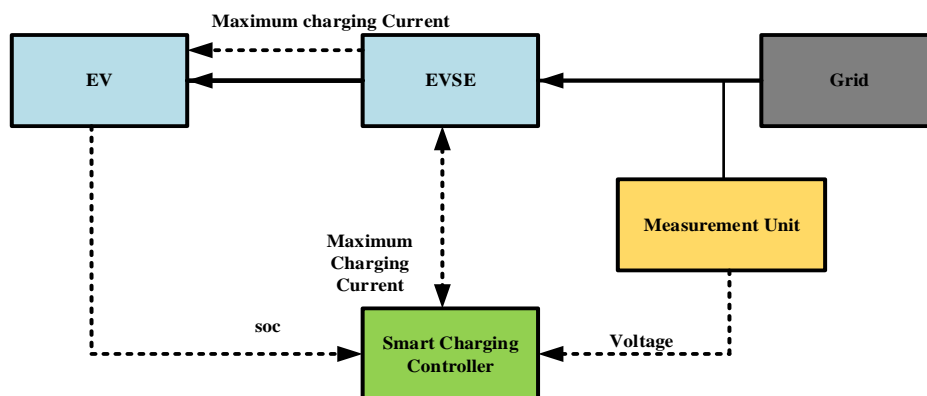 Maximum charging Current
EV
EVSE
Grid
Measurement Unit
Maximum
Charging
Current
soc
Smart Charging
Controller
Voltage